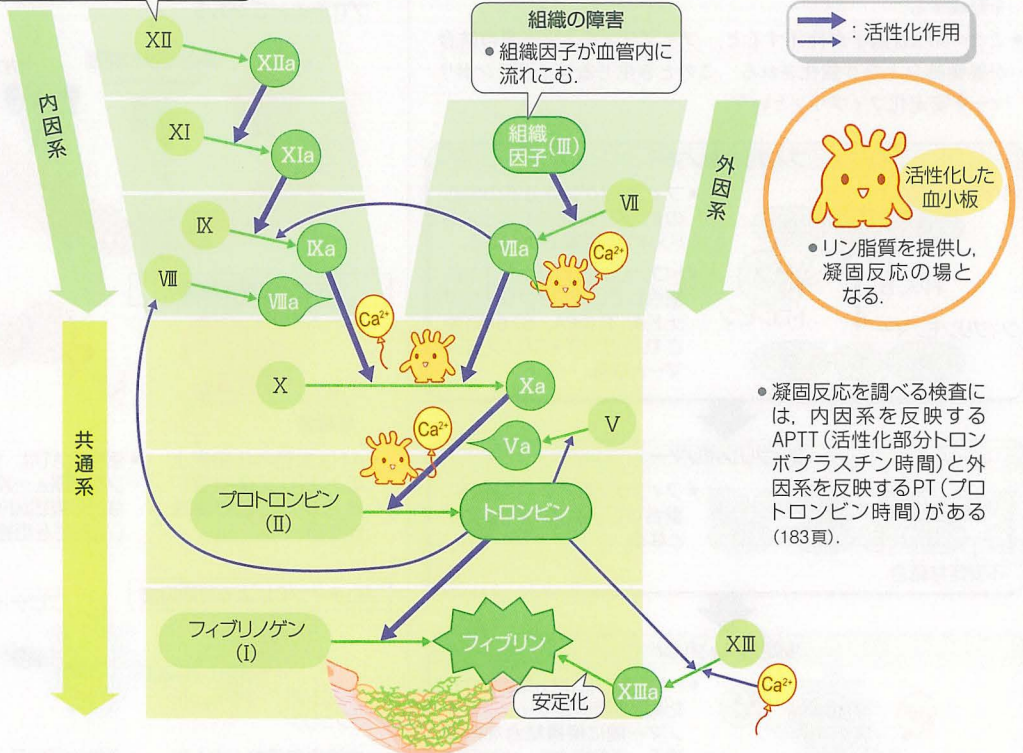 XII
XIIa
内因系
XI
XIa
IX
IXa
VIII
VIIIa
組織の障害
• 組織因子が血管内に
流れこむ.
組織
因子(III)
VII
VIIa
Ca²⁺
外因系
：活性化作用
活性化した
血小板
• リン脂質を提供し,
凝固反応の場と
なる.
共通系
Ca²⁺
X
Xa
Ca²⁺
Va
V
プロトロンビン
(II)
トロンビン
フィブリノゲン
(I)
フィブリン
安定化
XIIIa
XIII
Ca²⁺
• 凝固反応を調べる検査に
は, 内因系を反映する
APTT(活性化部分トロン
ボプラスチン時間)と外
因系を反映するPT(プロ
トロンビン時間)がある
(183頁).